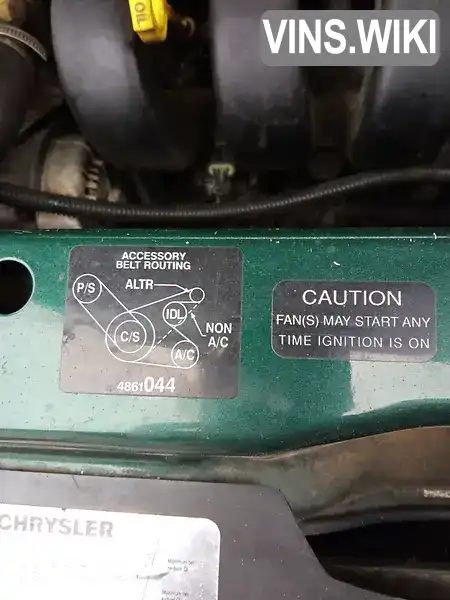 VINS.WIKI
Oil
ACCESSORY
BELT ROUTING
P/S
ALTR
IDL
C/S
NON
A/C
A/C
4861044
CAUTION
FAN(S) MAY START ANY
TIME IGNITION IS ON
CHRYSLER